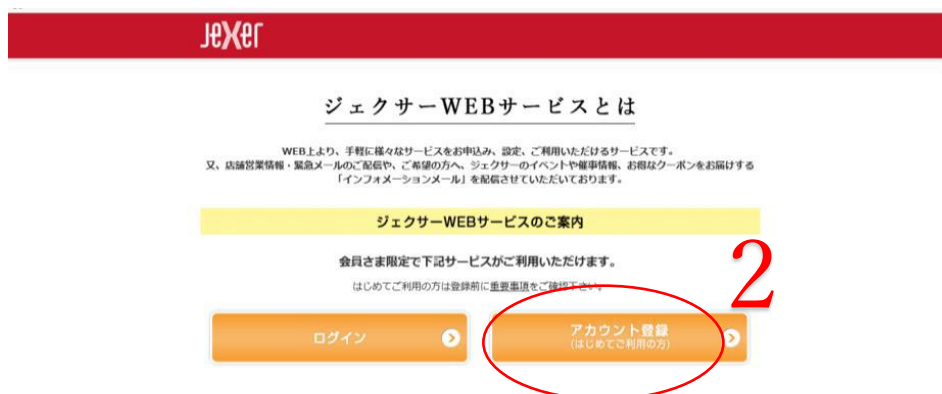 JEXER
ジェクサーWEBサービスとは
WEB上より、手軽に様々なサービスをお申込み、設定、ご利用いただけるサービスです。
又、店舗営業情報・緊急メールのご配信や、ご希望の方へ、ジェクサーのイベントや催事情報、お得なクーポンをお届けする
「インフォメーションメール」を配信させていただいております。
ジェクサーWEBサービスのご案内
会員さま限定で下記サービスがご利用いただけます。
2
はじめてご利用の方は登録前に重要事項をご確認下さい。
ログイン
アカウント登録
(はじめてご利用の方)